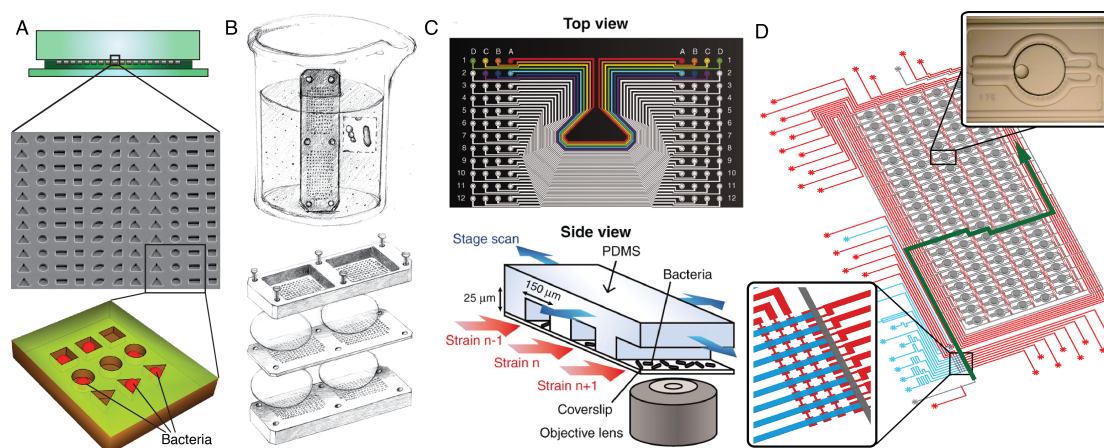 A
B
C
Top view
D C B A
A B C D
1
2
3
4
5
6
7
8
9
10
11
12
1
2
3
4
5
6
7
8
9
10
11
12
Side view
Stage scan
PDMS
Bacteria
150 μm
25 μm
Strain n-1
Strain n
Strain n+1
Coverslip
Objective lens
Bacteria
D